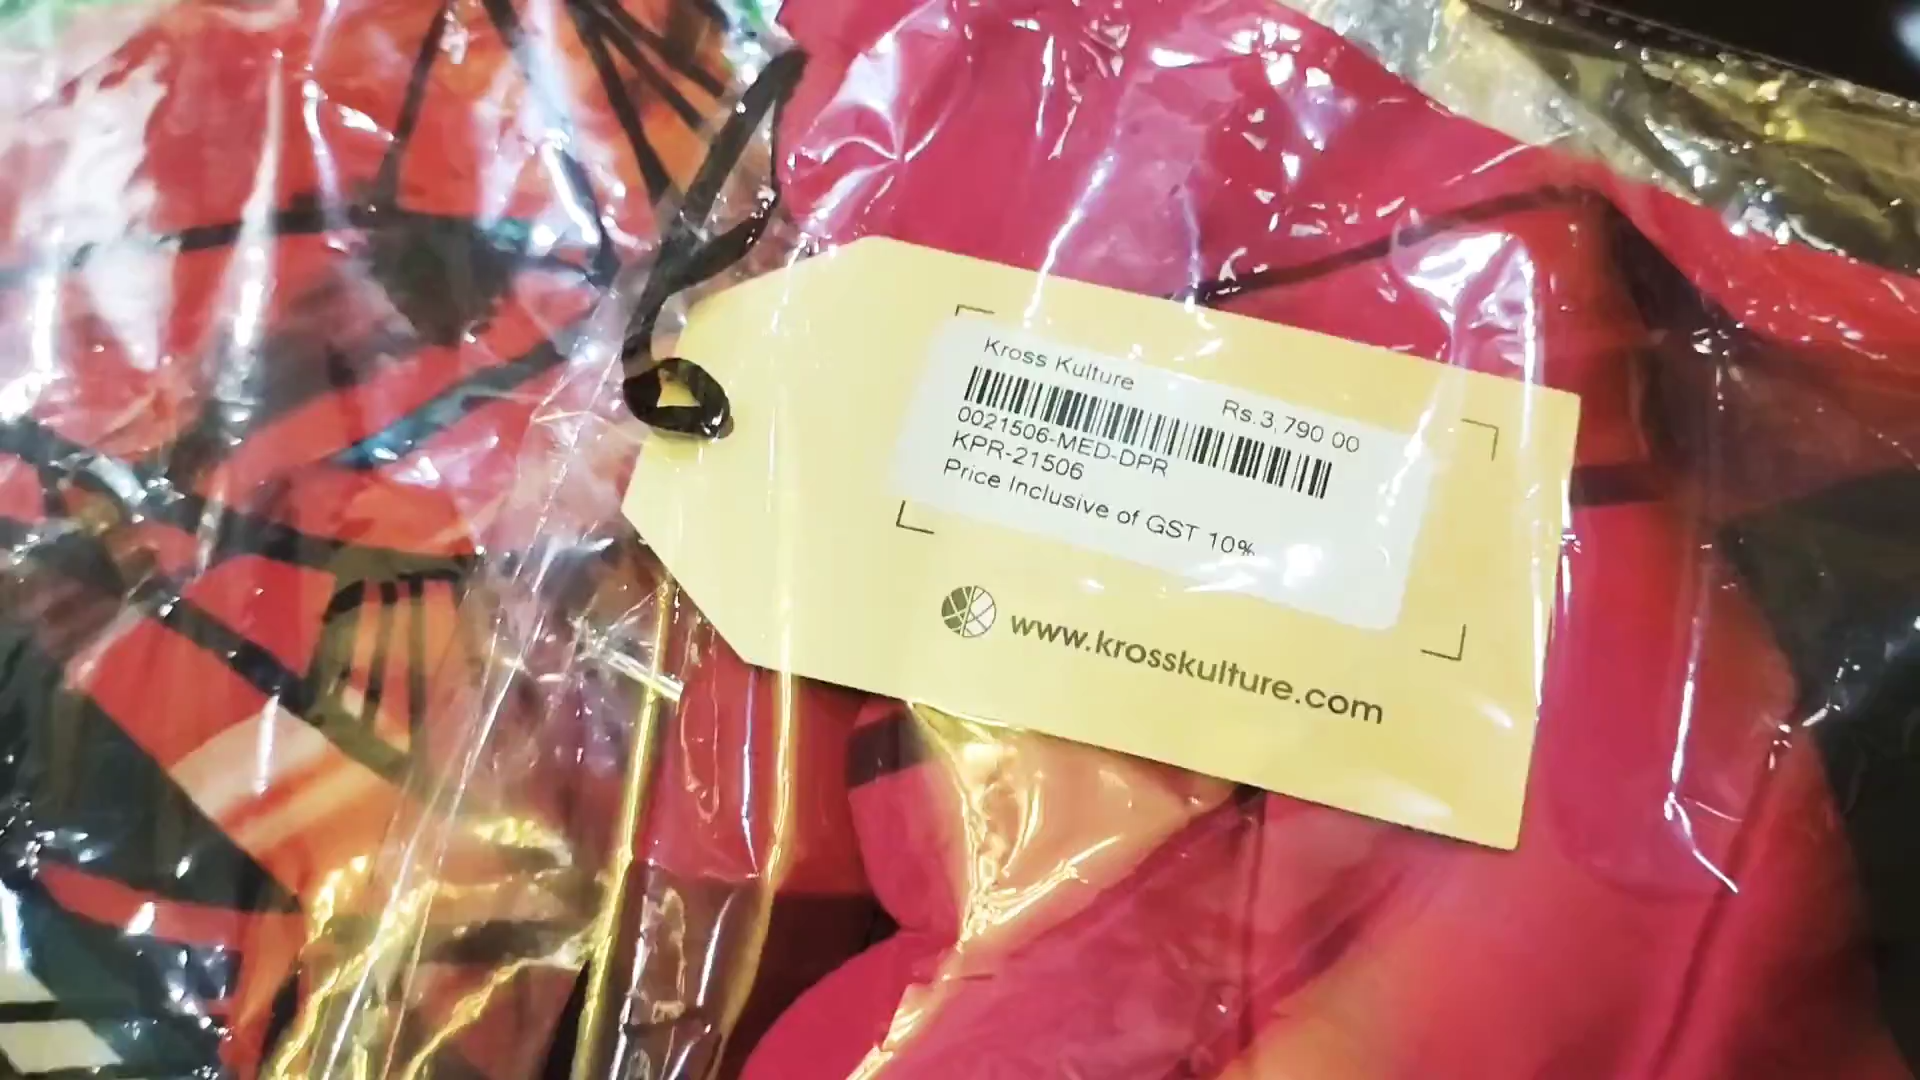 Kross Kulture
Rs.3,790 00
0021506-MED-DPR
KPR-21506
Price Inclusive of GST 10%
www.krosskulture.com